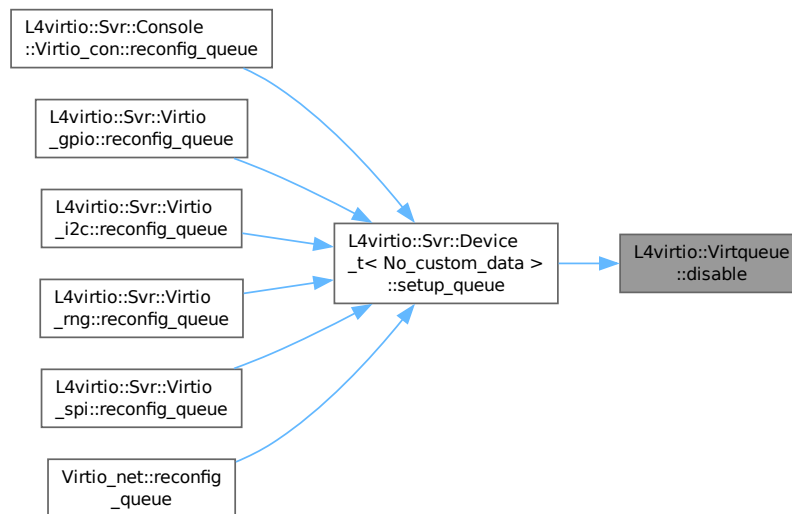 L4virtio::Svr::Console
::Virtio_con::reconfig_queue
L4virtio::Svr::Virtio
_gpio::reconfig_queue
L4virtio::Svr::Virtio
_i2c::reconfig_queue
L4virtio::Svr::Virtio
_rng::reconfig_queue
L4virtio::Svr::Virtio
_spi::reconfig_queue
Virtio_net::reconfig
_queue
L4virtio::Svr::Device
_t< No_custom_data >
::setup_queue
L4virtio::Virtqueue
::disable